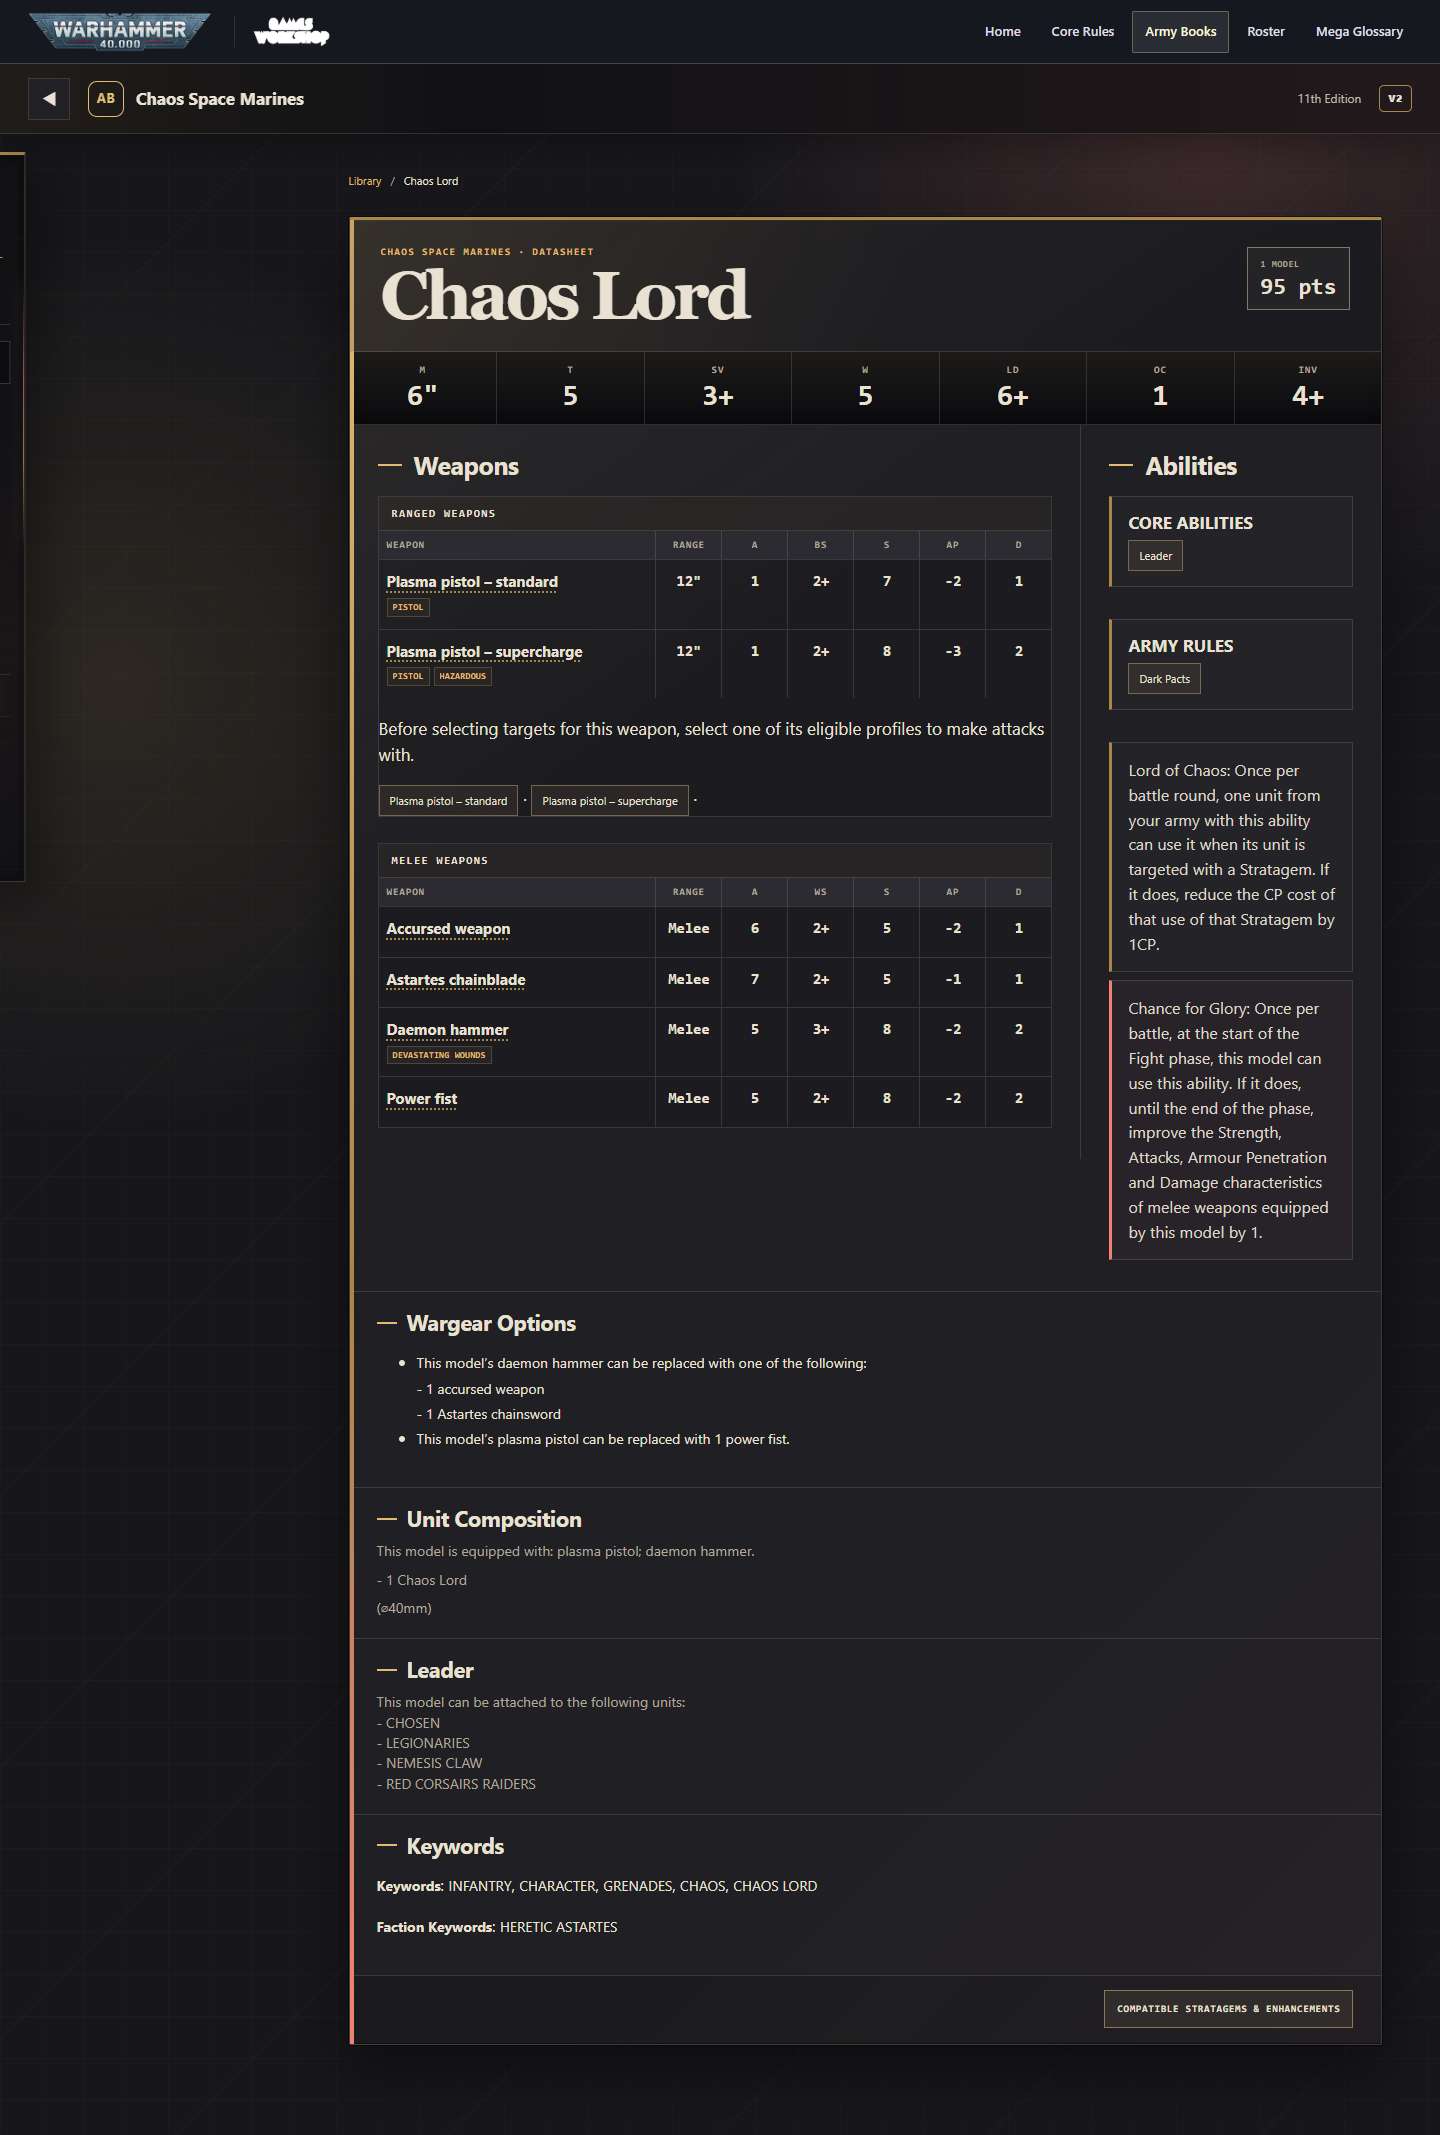 WARHAMMER
40,000
GAMES
WORKSHOP
Home
Core Rules
Army Books
Roster
Mega Glossary
◀
AB
Chaos Space Marines
11th Edition
V2
Library / Chaos Lord
CHAOS SPACE MARINES · DATASHEET
Chaos Lord
1 MODEL
95 pts
M T SV W LD OC INV
6" 5 3+ 5 6+ 1 4+
Weapons
RANGED WEAPONS
WEAPON RANGE A BS S AP D
Plasma pistol – standard 12" 1 2+ 7 -2 1
PISTOL
Plasma pistol – supercharge 12" 1 2+ 8 -3 2
PISTOL HAZARDOUS
Before selecting targets for this weapon, select one of its eligible profiles to make attacks
with.
Plasma pistol – standard · Plasma pistol – supercharge ·
MELEE WEAPONS
WEAPON RANGE A WS S AP D
Accursed weapon Melee 6 2+ 5 -2 1
Astartes chainblade Melee 7 2+ 5 -1 1
Daemon hammer Melee 5 3+ 8 -2 2
DEVASTATING WOUNDS
Power fist Melee 5 2+ 8 -2 2
Abilities
CORE ABILITIES
Leader
ARMY RULES
Dark Pacts
Lord of Chaos: Once per
battle round, one unit from
your army with this ability
can use it when its unit is
targeted with a Stratagem. If
it does, reduce the CP cost of
that use of that Stratagem by
1CP.
Chance for Glory: Once per
battle, at the start of the
Fight phase, this model can
use this ability. If it does,
until the end of the phase,
improve the Strength,
Attacks, Armour Penetration
and Damage characteristics
of melee weapons equipped
by this model by 1.
Wargear Options
• This model's daemon hammer can be replaced with one of the following:
- 1 accursed weapon
- 1 Astartes chainsword
• This model's plasma pistol can be replaced with 1 power fist.
Unit Composition
This model is equipped with: plasma pistol; daemon hammer.
- 1 Chaos Lord
(⌀40mm)
Leader
This model can be attached to the following units:
- CHOSEN
- LEGIONARIES
- NEMESIS CLAW
- RED CORSAIRS RAIDERS
Keywords
Keywords: INFANTRY, CHARACTER, GRENADES, CHAOS, CHAOS LORD
Faction Keywords: HERETIC ASTARTES
COMPATIBLE STRATAGEMS & ENHANCEMENTS